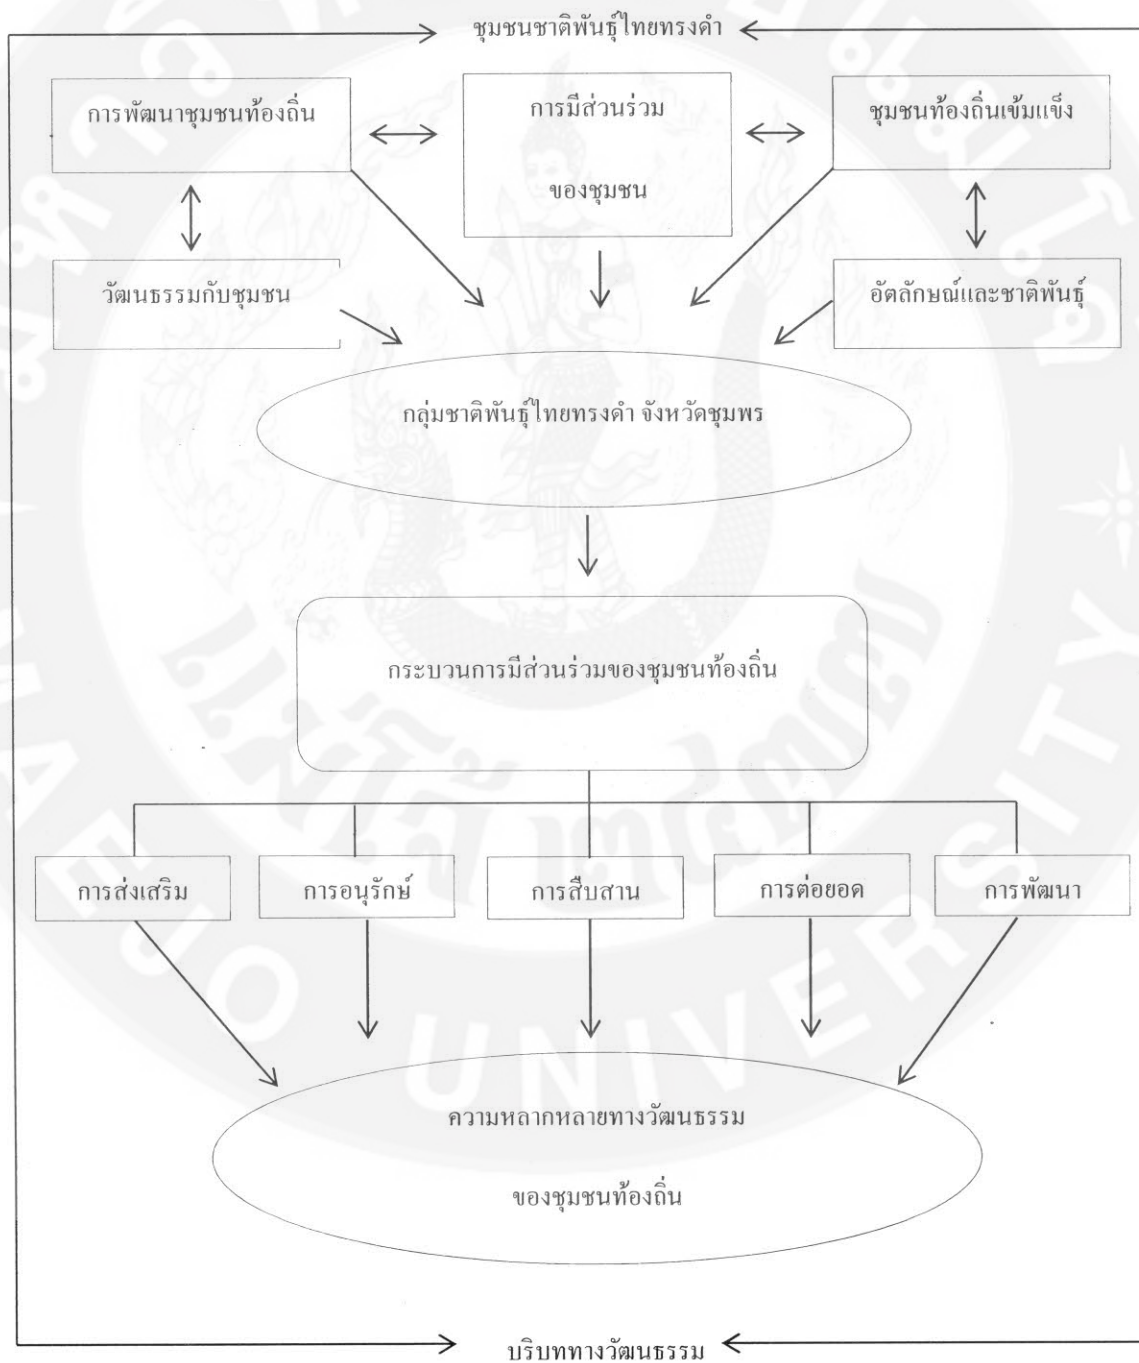 ชุมชนชาติพันธุ์ไทยทรงดำ
การพัฒนาชุมชนท้องถิ่น
การมีส่วนร่วม
ของชุมชน
ชุมชนท้องถิ่นเข้มแข็ง
วัฒนธรรมกับชุมชน
อัตลักษณ์และชาติพันธุ์
กลุ่มชาติพันธุ์ไทยทรงดำ จังหวัดชุมพร
กระบวนการมีส่วนร่วมของชุมชนท้องถิ่น
การส่งเสริม
การอนุรักษ์
การสืบสาน
การต่อยอด
การพัฒนา
ความหลากหลายทางวัฒนธรรม
ของชุมชนท้องถิ่น
บริบททางวัฒนธรรม
MAEJO UNIVERSITY